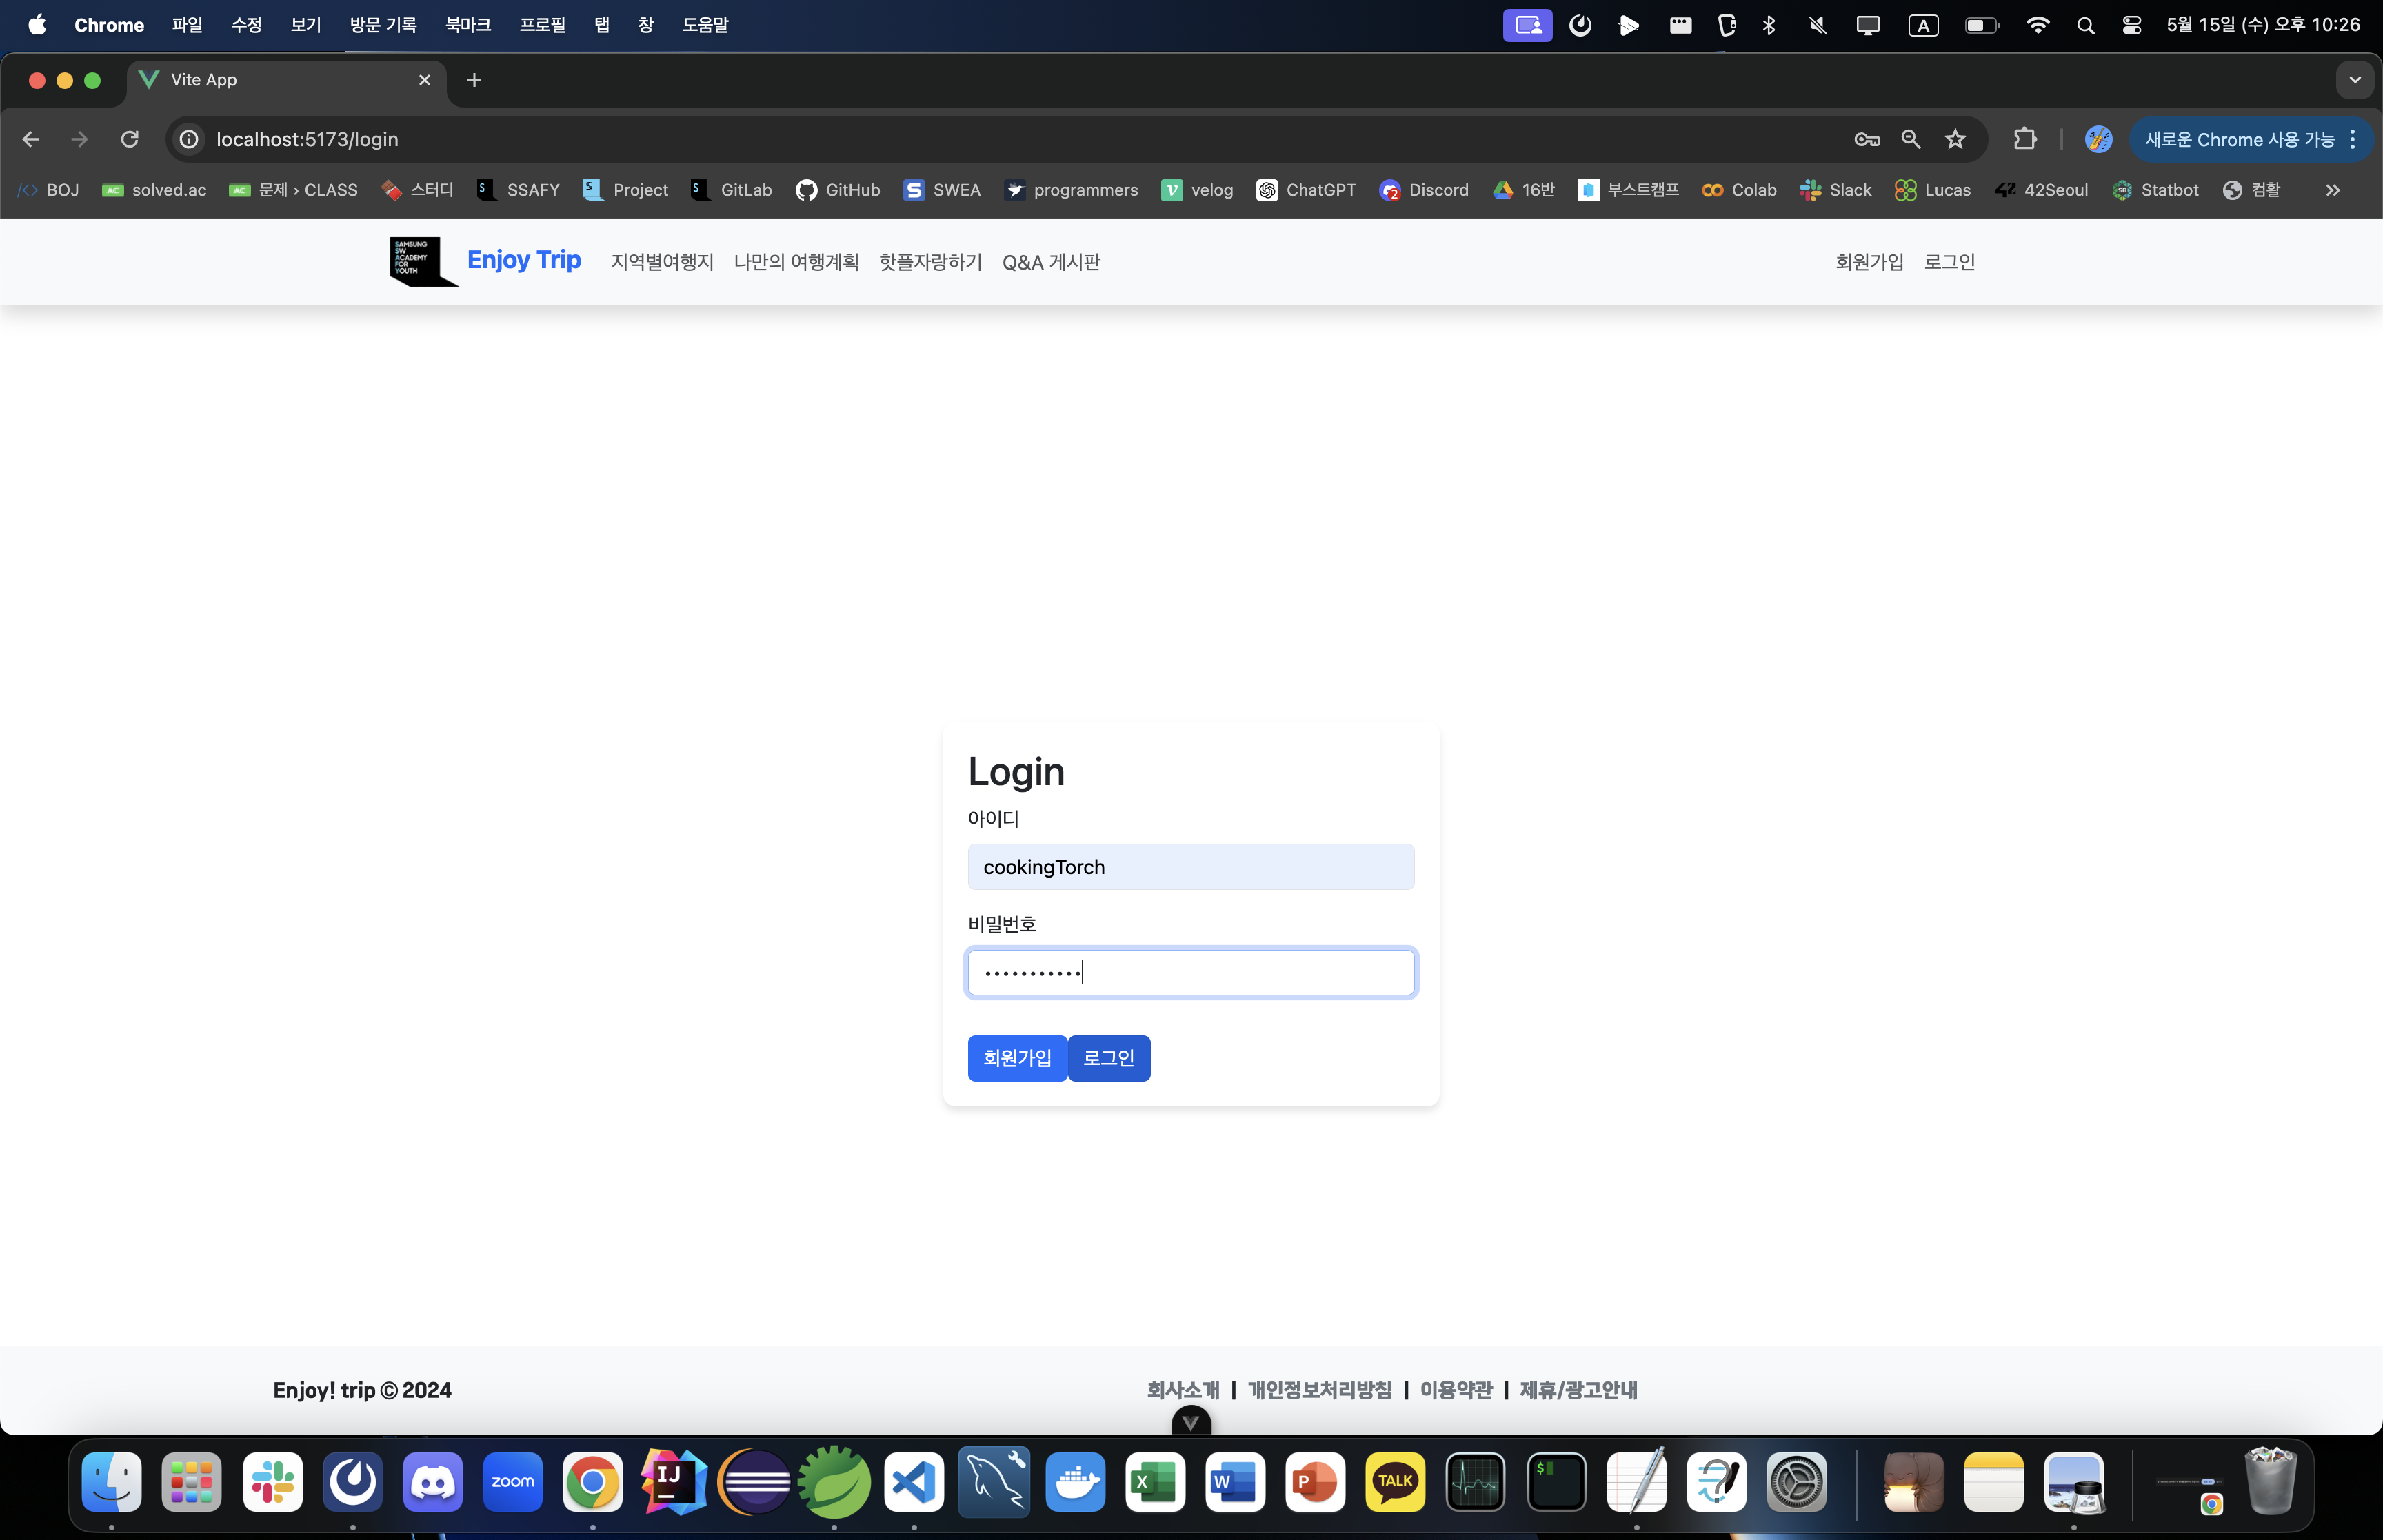 Chrome 파일 수정 보기 방문 기록 북마크 프로필 탭 창 도움말 A 5월 15일 (수) 오후 10:26
Vite App
localhost:5173/login 새로운 Chrome 사용 가능
BOJ solved.ac 문제 › CLASS 스터디 SSAFY Project GitLab GitHub SWEA programmers velog ChatGPT Discord 16반 부스트캠프 Colab Slack Lucas 42Seoul Statbot 컴활
SAMSUNG
SW
ACADEMY
FOR
YOUTH
Enjoy Trip 지역별여행지 나만의 여행계획 핫플자랑하기 Q&A 게시판 회원가입 로그인
Login
아이디
cookingTorch
비밀번호
•••••••••••
회원가입 로그인
Enjoy! trip © 2024 회사소개 | 개인정보처리방침 | 이용약관 | 제휴/광고안내
zoom IJ X W P TALK $